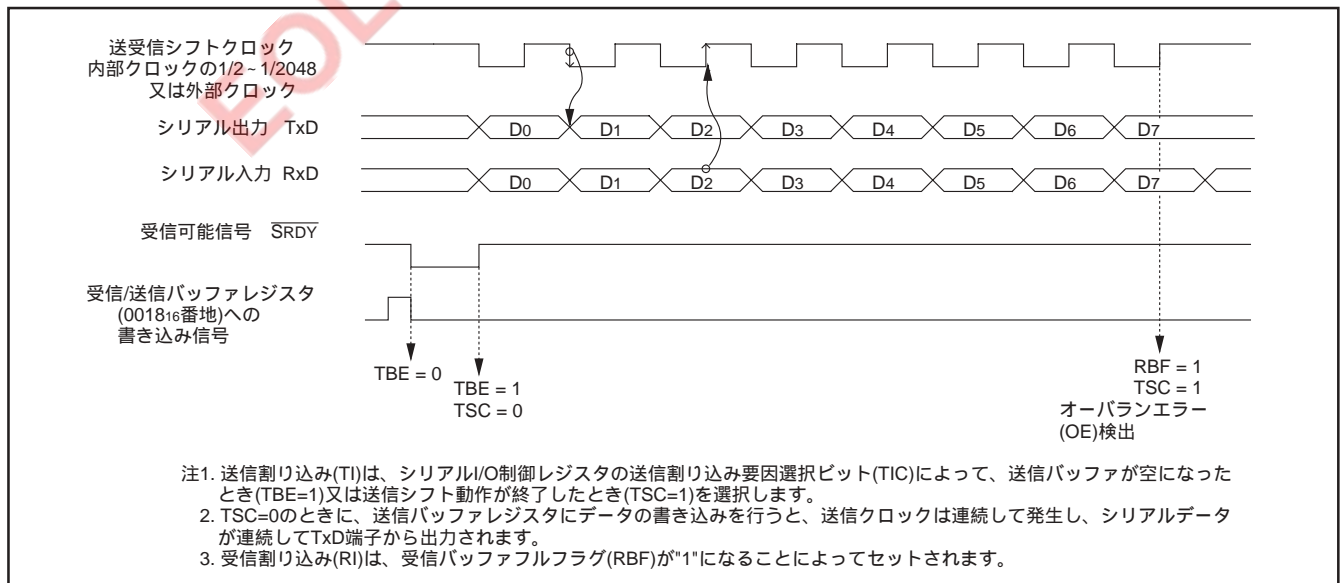 EOL
送受信シフトクロック
内部クロックの1/2~1/2048
又は外部クロック
シリアル出力 TxD
D0 D1 D2 D3 D4 D5 D6 D7
シリアル入力 RxD
D0 D1 D2 D3 D4 D5 D6 D7
受信可能信号 SRDY
受信/送信バッファレジスタ
(001816番地)への
書き込み信号
TBE = 0
TBE = 1
TSC = 0
RBF = 1
TSC = 1
オーバランエラー
(OE)検出
注1. 送信割り込み(TI)は、シリアルI/O制御レジスタの送信割り込み要因選択ビット(TIC)によって、送信バッファが空になった
とき(TBE=1)又は送信シフト動作が終了したとき(TSC=1)を選択します。
2. TSC=0のときに、送信バッファレジスタにデータの書き込みを行うと、送信クロックは連続して発生し、シリアルデータ
が連続してTxD端子から出力されます。
3. 受信割り込み(RI)は、受信バッファフルフラグ(RBF)が"1"になることによってセットされます。